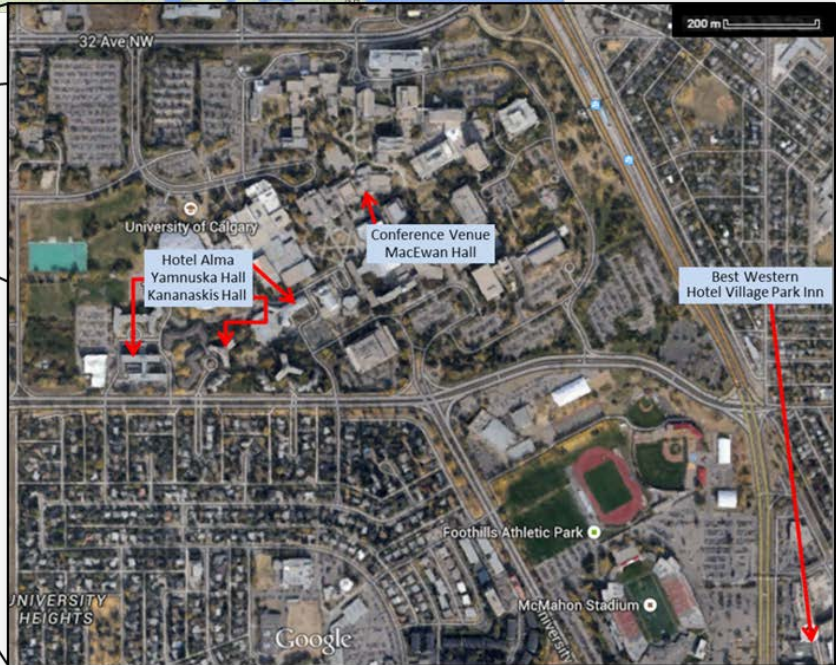 200 m
32 Ave NW
University of Calgary
Conference Venue
MacEwan Hall
Hotel Alma
Yamnuska Hall
Kananaskis Hall
Best Western
Hotel Village Park Inn
Foothills Athletic Park
McMahon Stadium
UNIVERSITY
HEIGHTS
Google
University